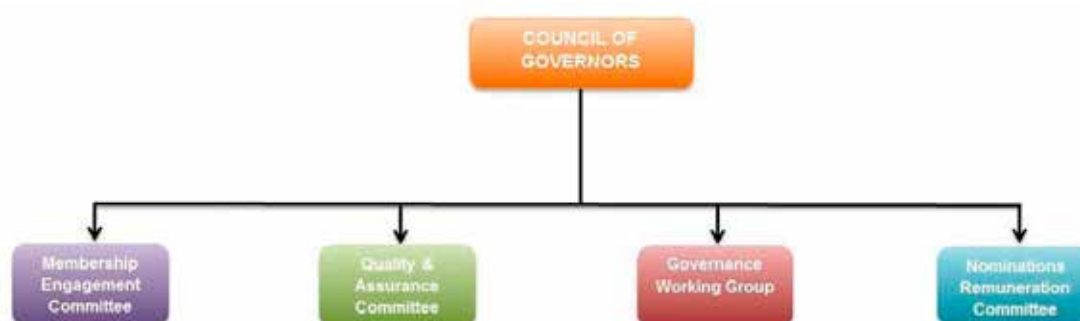 COUNCIL OF
GOVERNORS
Membership
Engagement
Committee
Quality &
Assurance
Committee
Governance
Working Group
Nominations
Remuneration
Committee